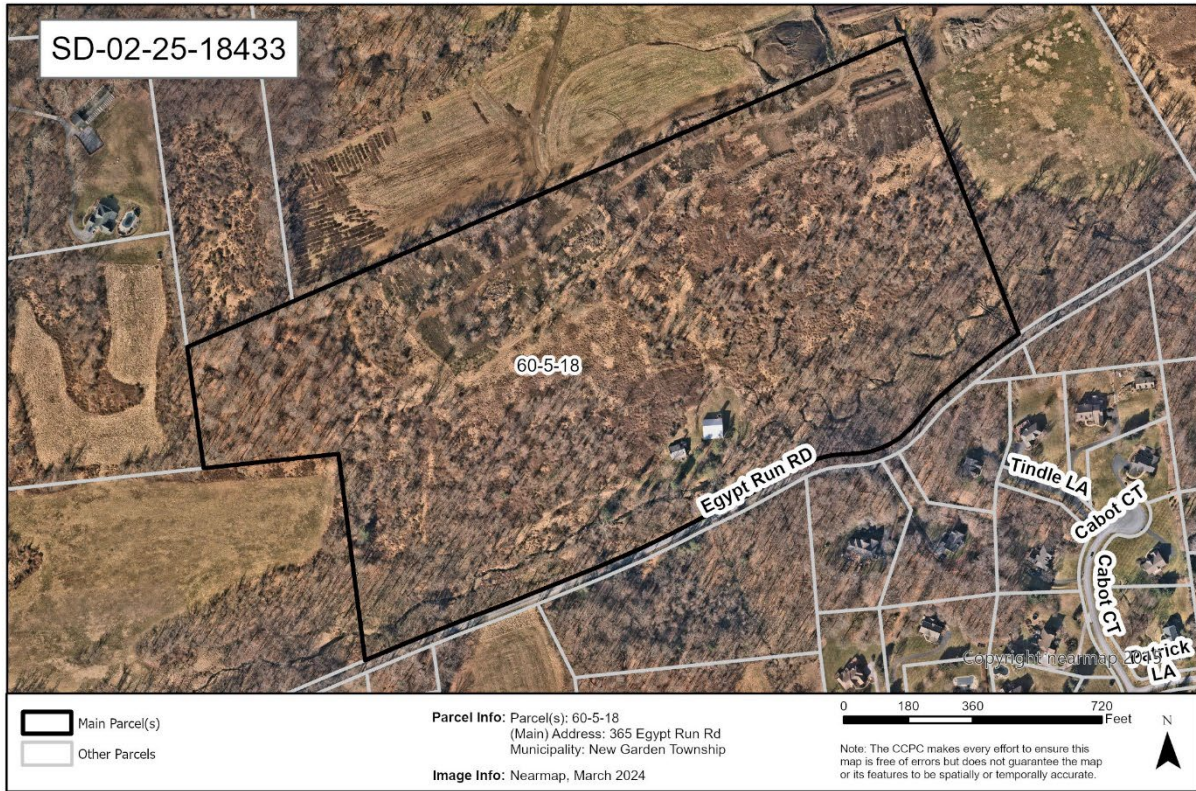 SD-02-25-18433
60-5-18
Egypt Run RD
Tindle LA
Cabot CT
Cabot CT
Patrick
LA
Copyright nearmap
Main Parcel(s)
Other Parcels
Parcel Info: Parcel(s): 60-5-18
(Main) Address: 365 Egypt Run Rd
Municipality: New Garden Township
Image Info: Nearmap, March 2024
0 180 360 720
Feet
N
Note: The CCPC makes every effort to ensure this
map is free of errors but does not guarantee the map
or its features to be spatially or temporally accurate.